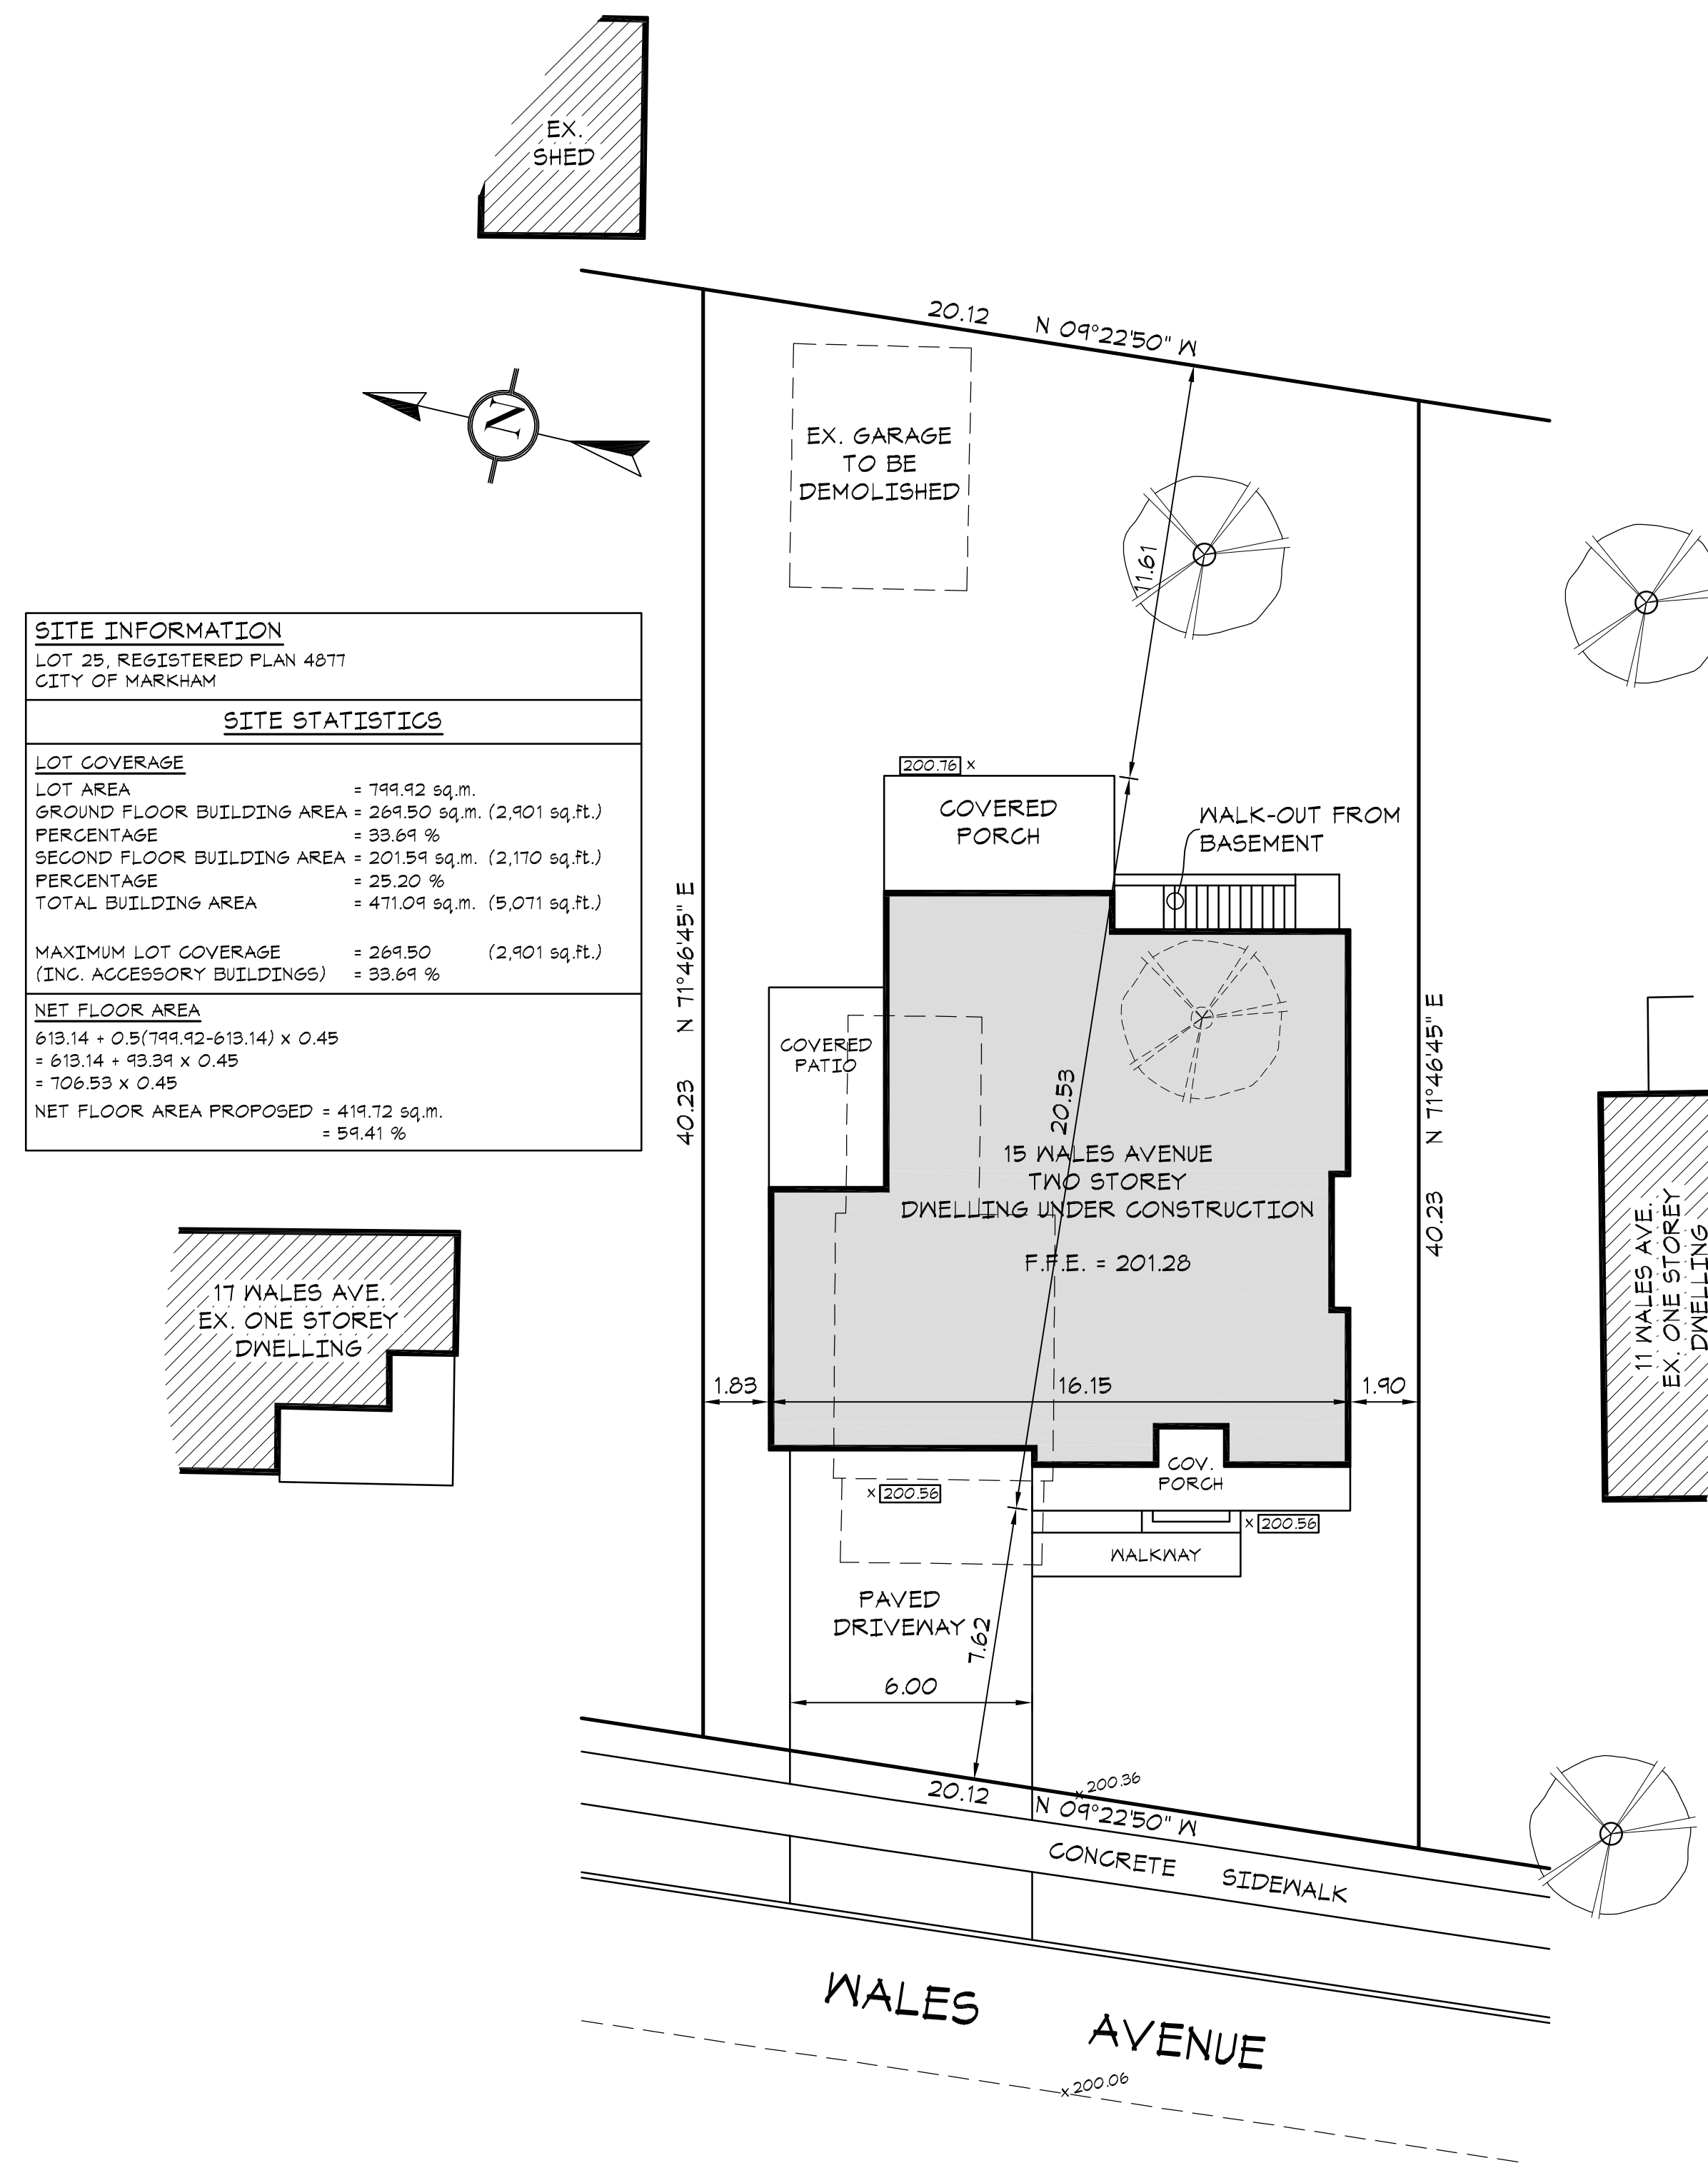 EX.
SHED
20.12 N 09°22'50" W
N
EX. GARAGE
TO BE
DEMOLISHED
11.61
SITE INFORMATION
LOT 25, REGISTERED PLAN 4877
CITY OF MARKHAM
SITE STATISTICS
LOT COVERAGE
LOT AREA = 799.92 sq.m.
GROUND FLOOR BUILDING AREA = 269.50 sq.m. (2,901 sq.ft.)
PERCENTAGE = 33.69 %
SECOND FLOOR BUILDING AREA = 201.59 sq.m. (2,170 sq.ft.)
PERCENTAGE = 25.20 %
TOTAL BUILDING AREA = 471.09 sq.m. (5,071 sq.ft.)
MAXIMUM LOT COVERAGE = 269.50 (2,901 sq.ft.)
(INC. ACCESSORY BUILDINGS) = 33.69 %
NET FLOOR AREA
613.14 + 0.5(799.92-613.14) x 0.45
= 613.14 + 93.39 x 0.45
= 706.53 x 0.45
NET FLOOR AREA PROPOSED = 419.72 sq.m.
= 59.41 %
200.76 x
COVERED
PORCH
WALK-OUT FROM
BASEMENT
40.23 N 71°46'45" E
COVERED
PATIO
20.53
15 WALES AVENUE
TWO STOREY
DWELLING UNDER CONSTRUCTION
F.F.E. = 201.28
40.23 N 71°46'45" E
17 WALES AVE.
EX. ONE STOREY
DWELLING
11 WALES AVE.
EX. ONE STOREY
DWELLING
1.83
16.15
1.90
COV.
PORCH
x 200.56
x 200.56
WALKWAY
PAVED
DRIVEWAY
7.62
6.00
x 200.36
20.12 N 09°22'50" W
CONCRETE SIDEWALK
WALES AVENUE
x 200.06